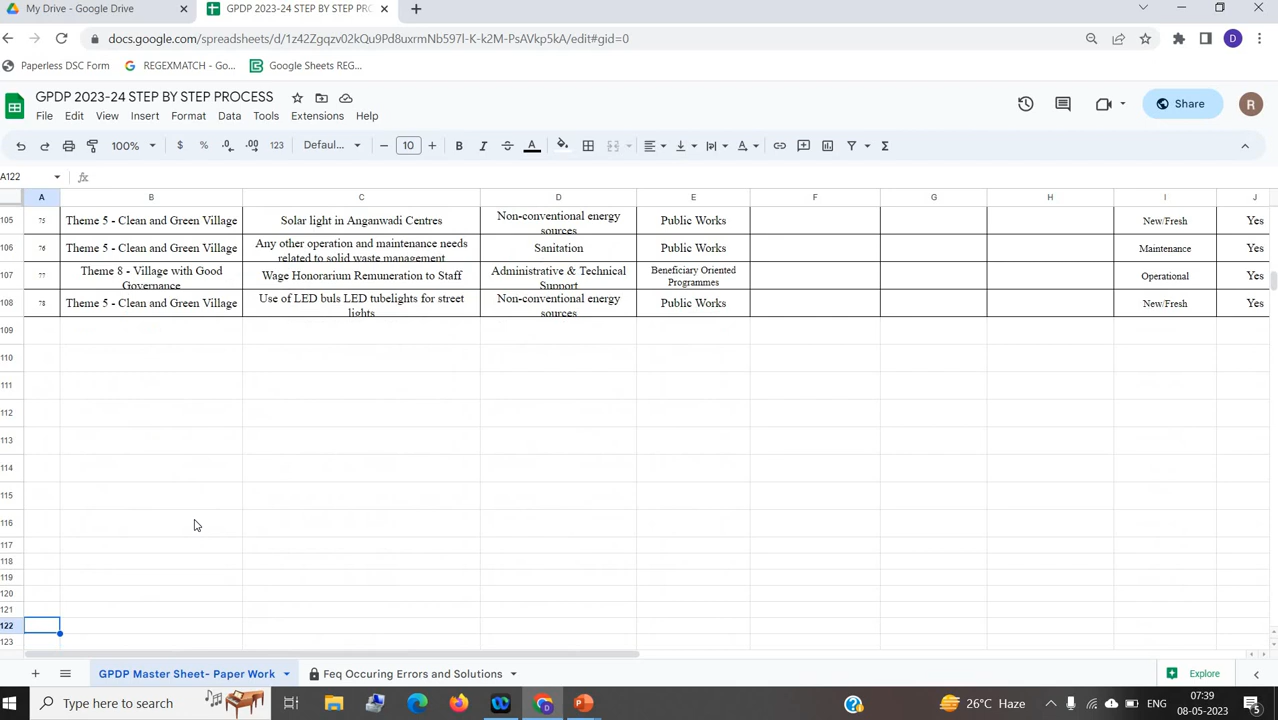 My Drive - Google Drive
GPDP 2023-24 STEP BY STEP PROC
docs.google.com/spreadsheets/d/1z42Zgqzv02kQu9Pd8uxrmNb597l-K-k2M-PsAVkp5kA/edit#gid=0
D
Paperless DSC Form
REGEXMATCH - Go...
Google Sheets REG...
GPDP 2023-24 STEP BY STEP PROCESS
File Edit View Insert Format Data Tools Extensions Help
Share
R
100% $ % .0 .00 123 Defaul... 10 B I A
A122
fx
A B C D E F G H I J
105 75 Theme 5 - Clean and Green Village Solar light in Anganwadi Centres Non-conventional energy sources Public Works New/Fresh Yes
106 76 Theme 5 - Clean and Green Village Any other operation and maintenance needs related to solid waste management Sanitation Public Works Maintenance Yes
107 77 Theme 8 - Village with Good Governance Wage Honorarium Remuneration to Staff Administrative & Technical Support Beneficiary Oriented Programmes Operational Yes
108 78 Theme 5 - Clean and Green Village Use of LED buls LED tubelights for street lights Non-conventional energy sources Public Works New/Fresh Yes
109
110
111
112
113
114
115
116
117
118
119
120
121
122
123
GPDP Master Sheet- Paper Work
Feq Occuring Errors and Solutions
Explore
Type here to search
26°C Haze
ENG
07:39
08-05-2023
5